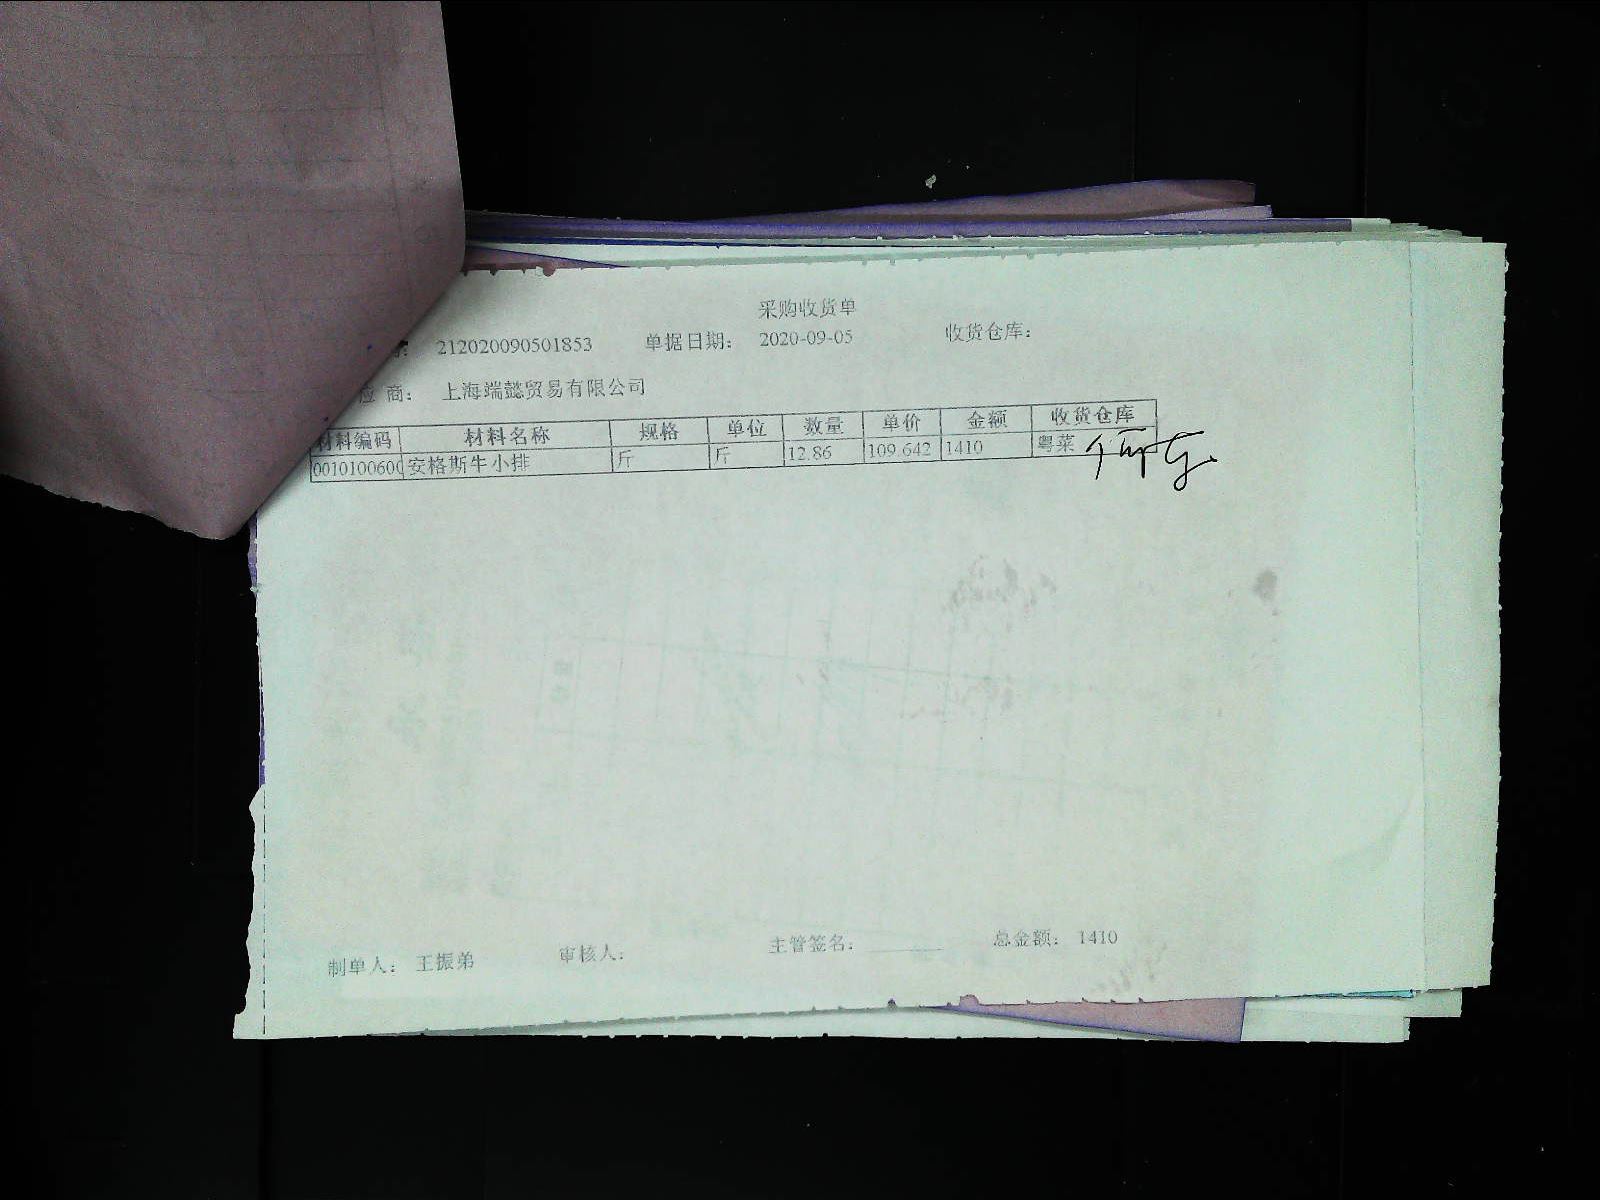 采购收货单
212020090501853 单据日期： 2020-09-05 收货仓库：
应 商： 上海端懿贸易有限公司
材料编码 材料名称 规格 单位 数量 单价 金额 收货仓库
001010060 安格斯牛小排 斤 斤 12.86 109.642 1410 粤菜
制单人： 王振弟 审核人： 主管签名： 总金额： 1410